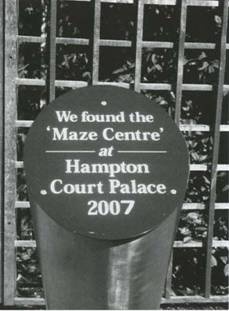 We found the
'Maze Centre'
at
Hampton
Court Palace
2007